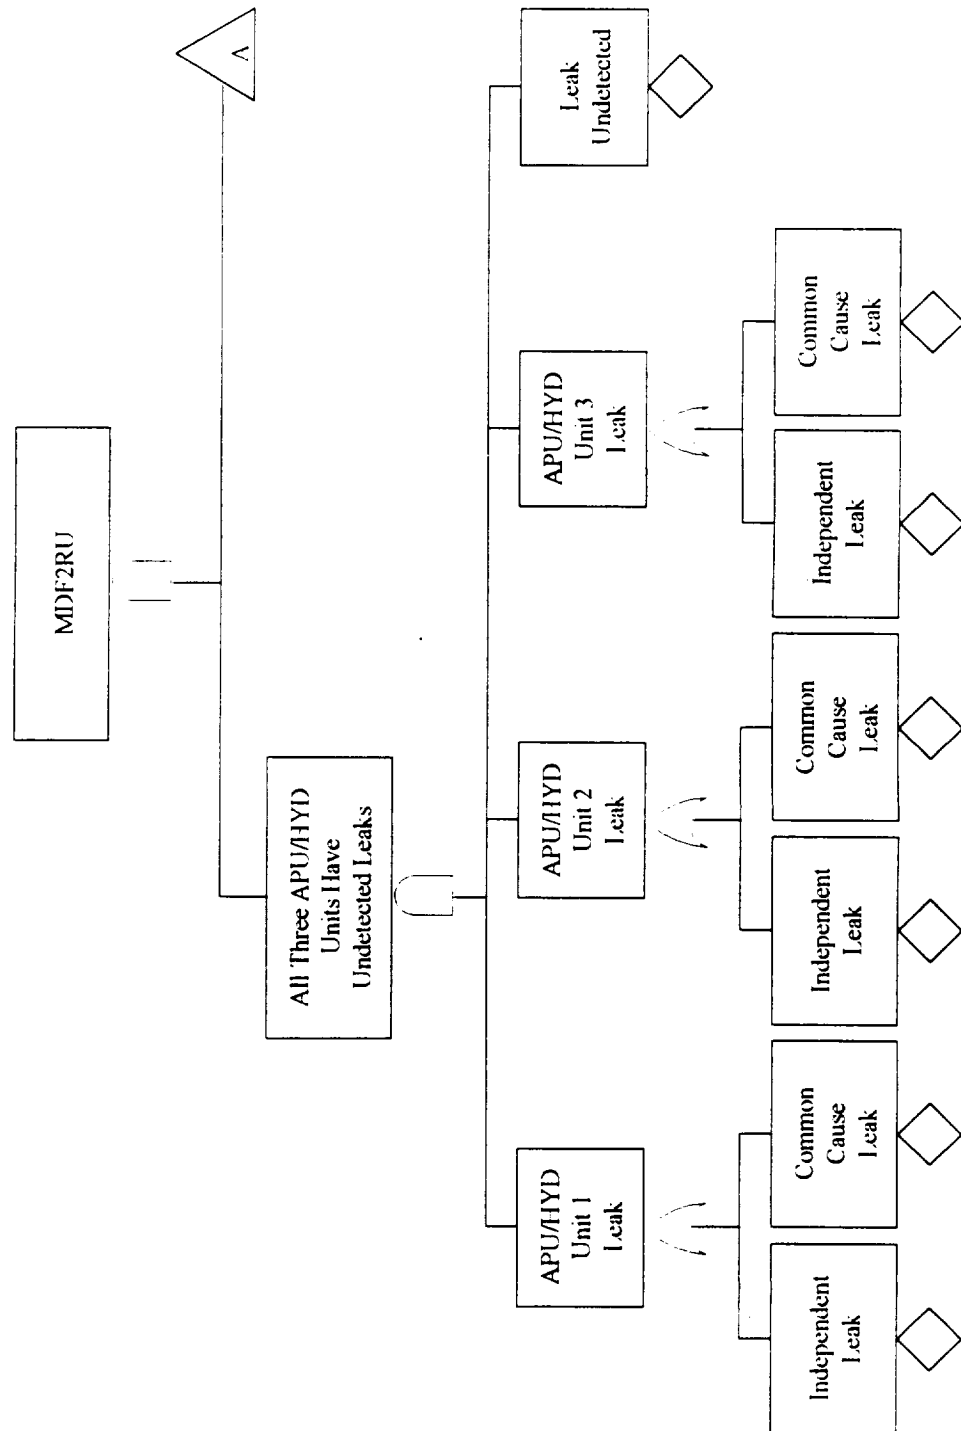 MDF2RU
A
All Three APU/HYD
Units Have
Undetected Leaks
APU/HYD
Unit 1
Leak
APU/HYD
Unit 2
Leak
APU/HYD
Unit 3
Leak
Leak
Undetected
Independent
Leak
Common
Cause
Leak
Independent
Leak
Common
Cause
Leak
Independent
Leak
Common
Cause
Leak